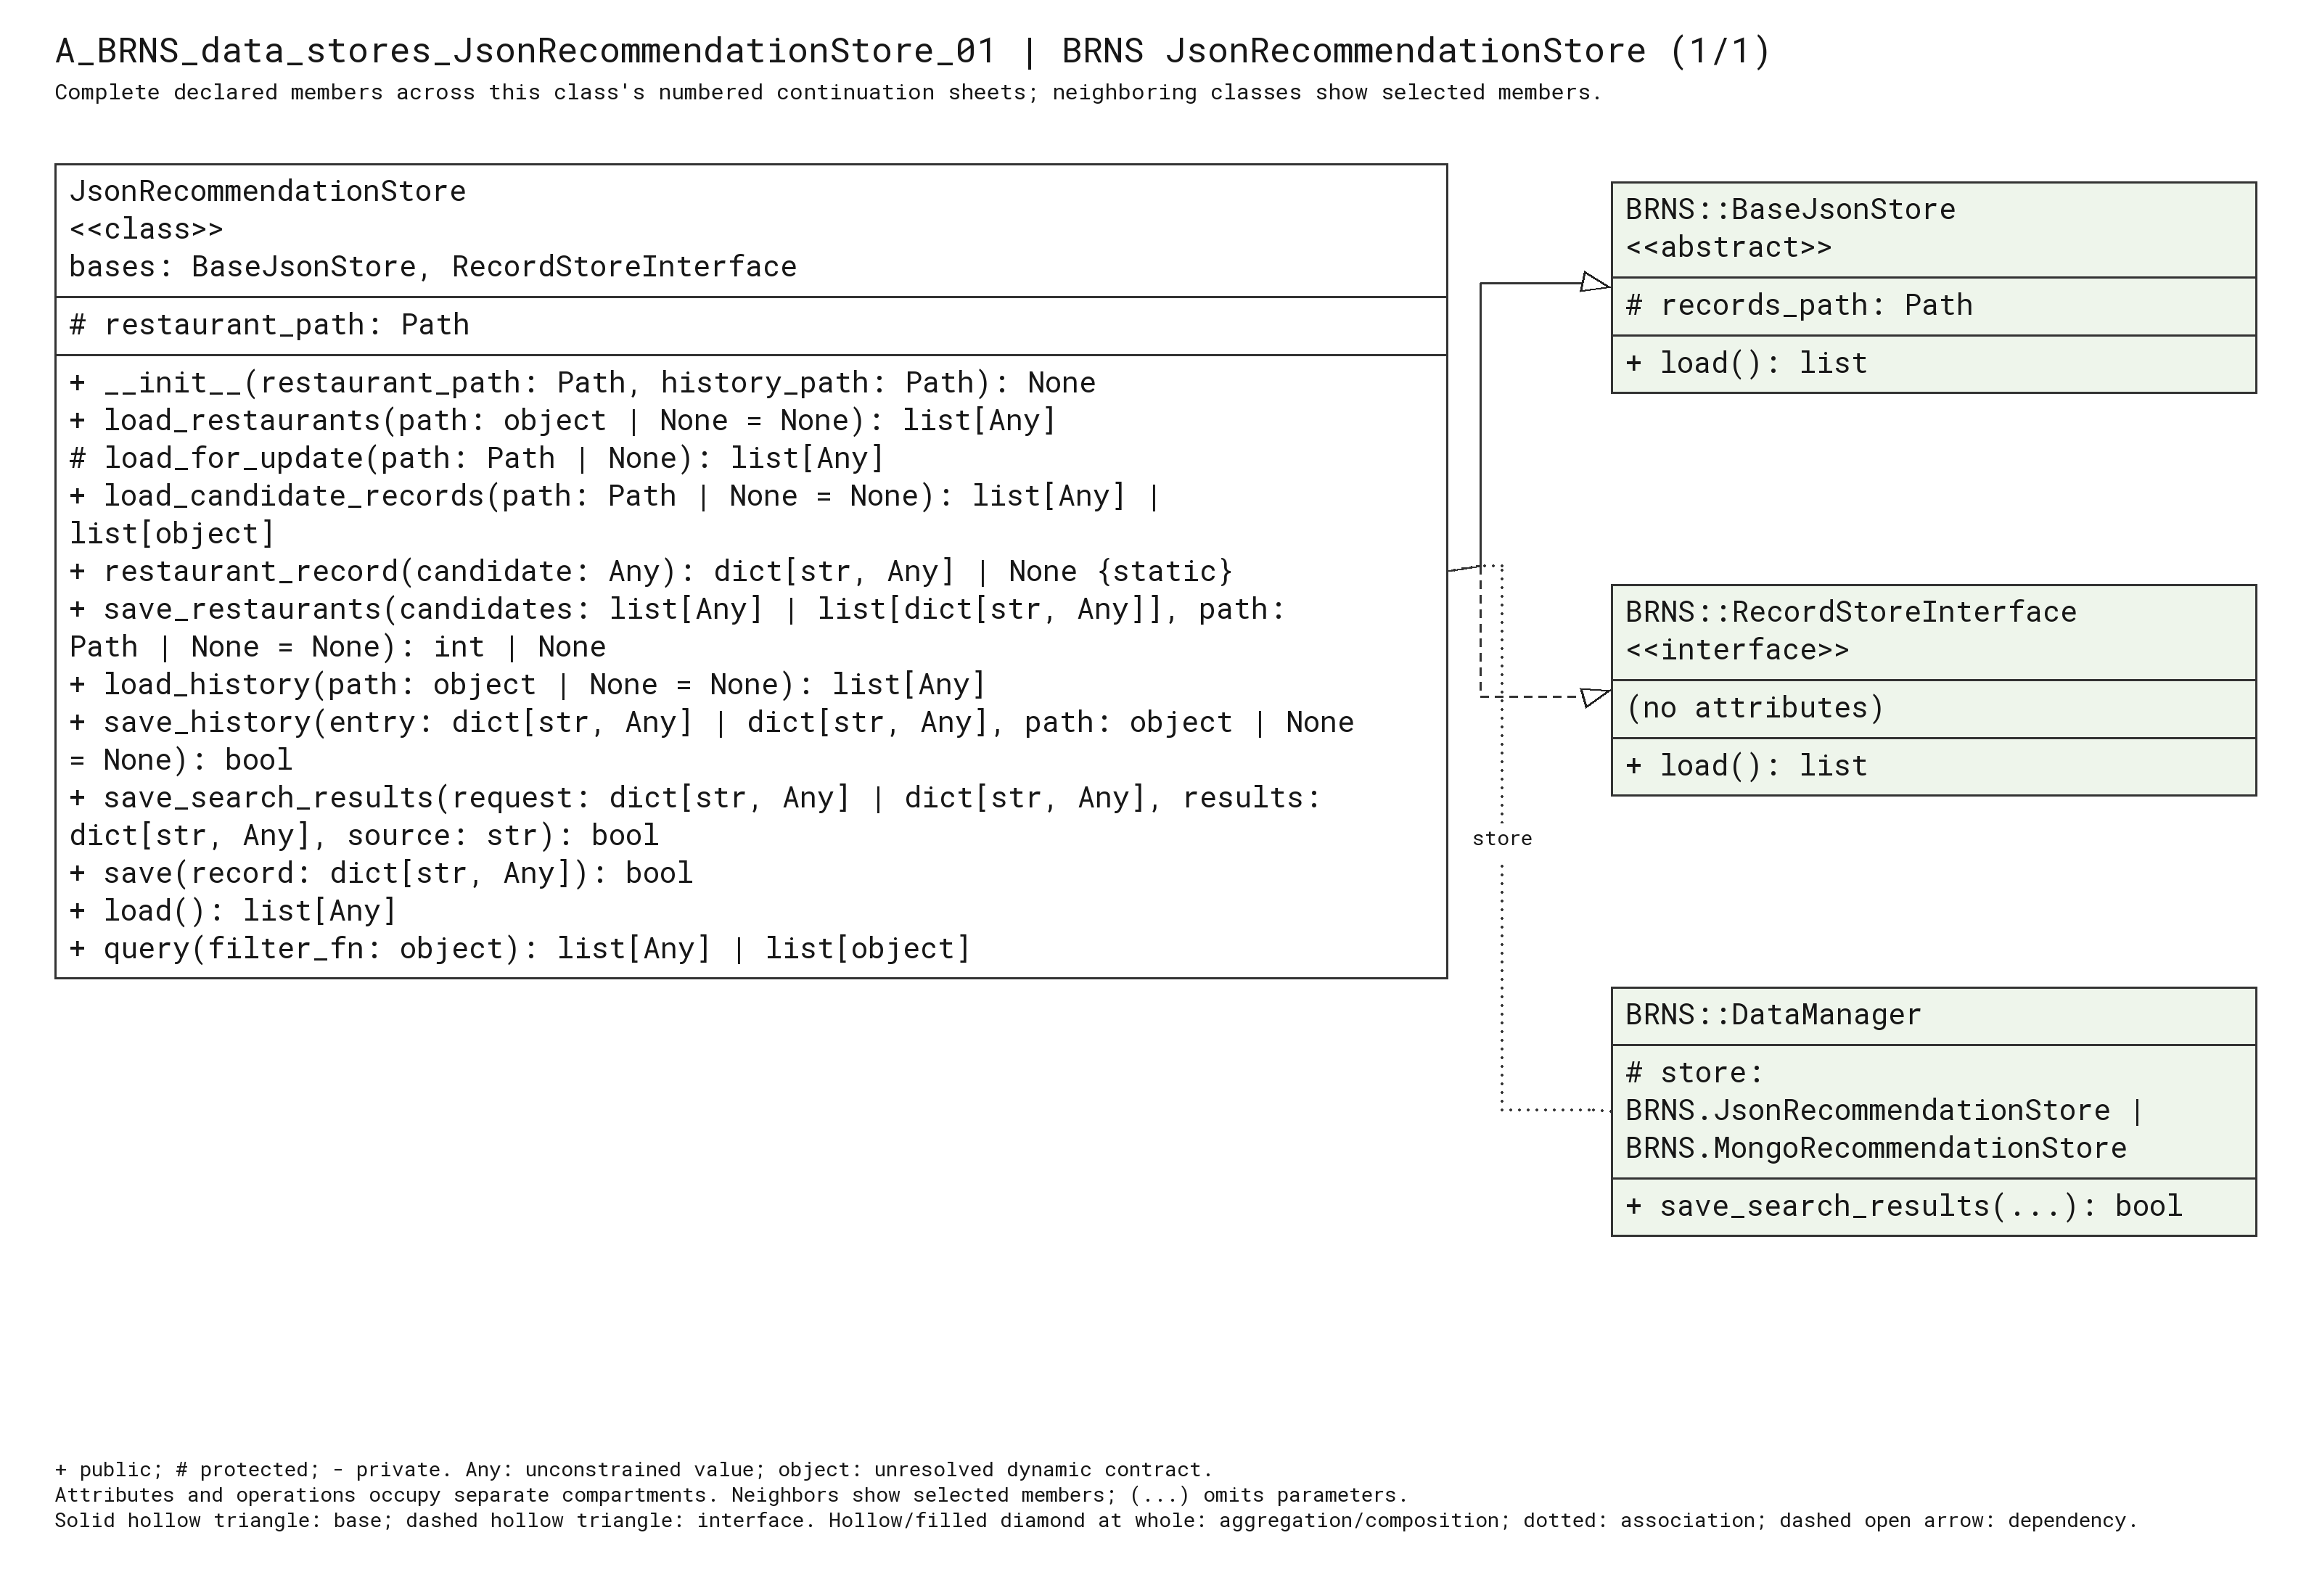 A_BRNS_data_stores_JsonRecommendationStore_01 | BRNS JsonRecommendationStore (1/1)
Complete declared members across this class's numbered continuation sheets; neighboring classes show selected members.
JsonRecommendationStore
<<class>>
bases: BaseJsonStore, RecordStoreInterface
# restaurant_path: Path
+ __init__(restaurant_path: Path, history_path: Path): None
+ load_restaurants(path: object | None = None): list[Any]
# load_for_update(path: Path | None): list[Any]
+ load_candidate_records(path: Path | None = None): list[Any] |
list[object]
+ restaurant_record(candidate: Any): dict[str, Any] | None {static}
+ save_restaurants(candidates: list[Any] | list[dict[str, Any]], path:
Path | None = None): int | None
+ load_history(path: object | None = None): list[Any]
+ save_history(entry: dict[str, Any] | dict[str, Any], path: object | None
= None): bool
+ save_search_results(request: dict[str, Any] | dict[str, Any], results:
dict[str, Any], source: str): bool
+ save(record: dict[str, Any]): bool
+ load(): list[Any]
+ query(filter_fn: object): list[Any] | list[object]
store
BRNS::BaseJsonStore
<<abstract>>
# records_path: Path
+ load(): list
BRNS::RecordStoreInterface
<<interface>>
(no attributes)
+ load(): list
BRNS::DataManager
# store:
BRNS.JsonRecommendationStore |
BRNS.MongoRecommendationStore
+ save_search_results(...): bool
+ public; # protected; - private. Any: unconstrained value; object: unresolved dynamic contract.
Attributes and operations occupy separate compartments. Neighbors show selected members; (...) omits parameters.
Solid hollow triangle: base; dashed hollow triangle: interface. Hollow/filled diamond at whole: aggregation/composition; dotted: association; dashed open arrow: dependency.